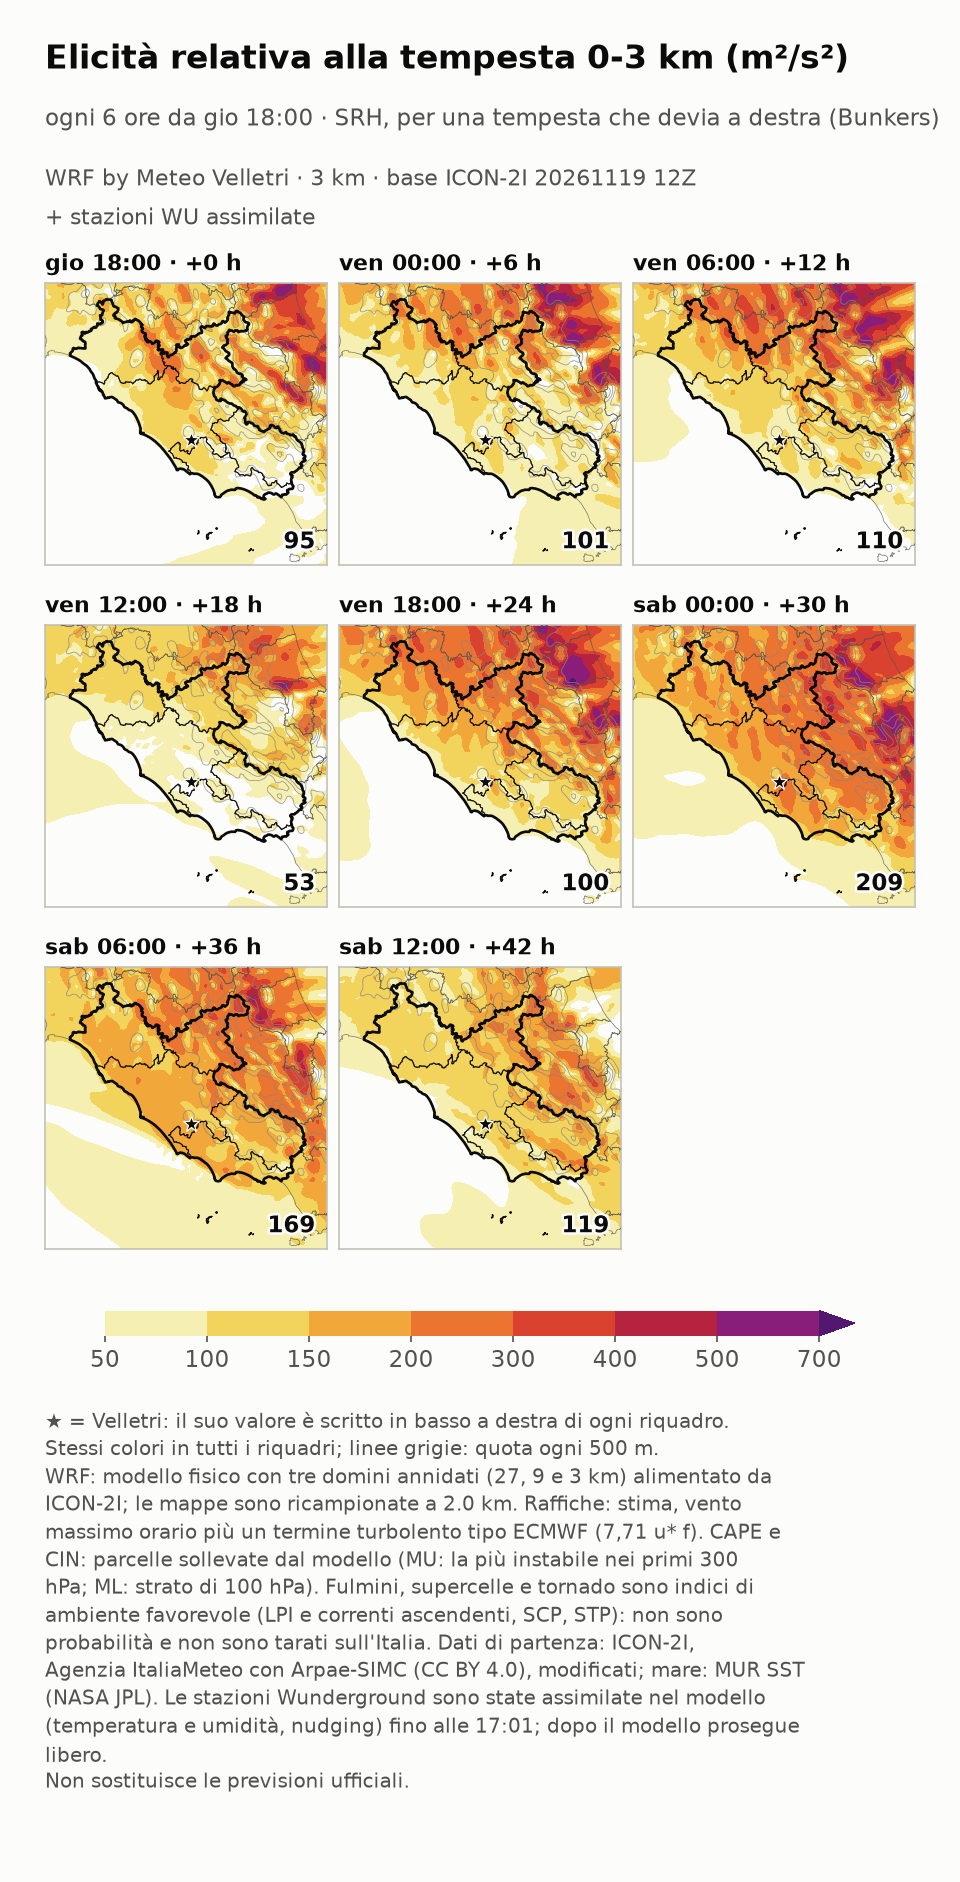 Elicità relativa alla tempesta 0-3 km (m²/s²)
ogni 6 ore da gio 18:00 · SRH, per una tempesta che devia a destra (Bunkers)
WRF by Meteo Velletri · 3 km · base ICON-2I 20261119 12Z
+ stazioni WU assimilate
gio 18:00 · +0 h
ven 00:00 · +6 h
ven 06:00 · +12 h
95
101
110
ven 12:00 · +18 h
ven 18:00 · +24 h
sab 00:00 · +30 h
53
100
209
sab 06:00 · +36 h
sab 12:00 · +42 h
169
119
50 100 150 200 300 400 500 700
★ = Velletri: il suo valore è scritto in basso a destra di ogni riquadro.
Stessi colori in tutti i riquadri; linee grigie: quota ogni 500 m.
WRF: modello fisico con tre domini annidati (27, 9 e 3 km) alimentato da
ICON-2I; le mappe sono ricampionate a 2.0 km. Raffiche: stima, vento
massimo orario più un termine turbolento tipo ECMWF (7,71 u* f). CAPE e
CIN: parcelle sollevate dal modello (MU: la più instabile nei primi 300
hPa; ML: strato di 100 hPa). Fulmini, supercelle e tornado sono indici di
ambiente favorevole (LPI e correnti ascendenti, SCP, STP): non sono
probabilità e non sono tarati sull'Italia. Dati di partenza: ICON-2I,
Agenzia ItaliaMeteo con Arpae-SIMC (CC BY 4.0), modificati; mare: MUR SST
(NASA JPL). Le stazioni Wunderground sono state assimilate nel modello
(temperatura e umidità, nudging) fino alle 17:01; dopo il modello prosegue
libero.
Non sostituisce le previsioni ufficiali.